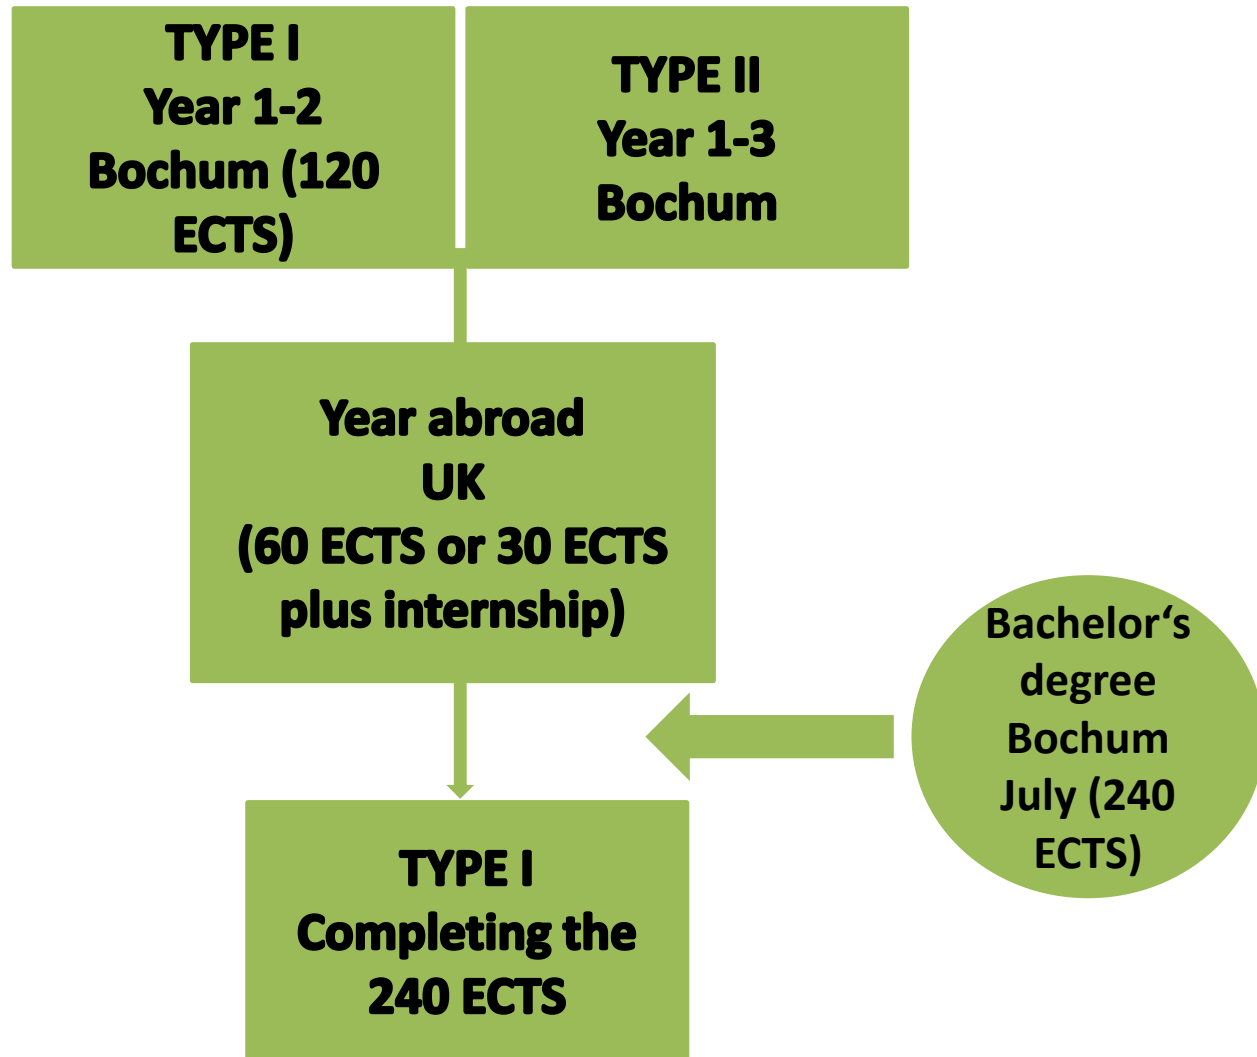 TYPE I
Year 1-2
Bochum (120
ECTS)
TYPE II
Year 1-3
Bochum
Year abroad
UK
(60 ECTS or 30 ECTS
plus internship)
Bachelor‘s
degree
Bochum
July (240
ECTS)
TYPE I
Completing the
240 ECTS